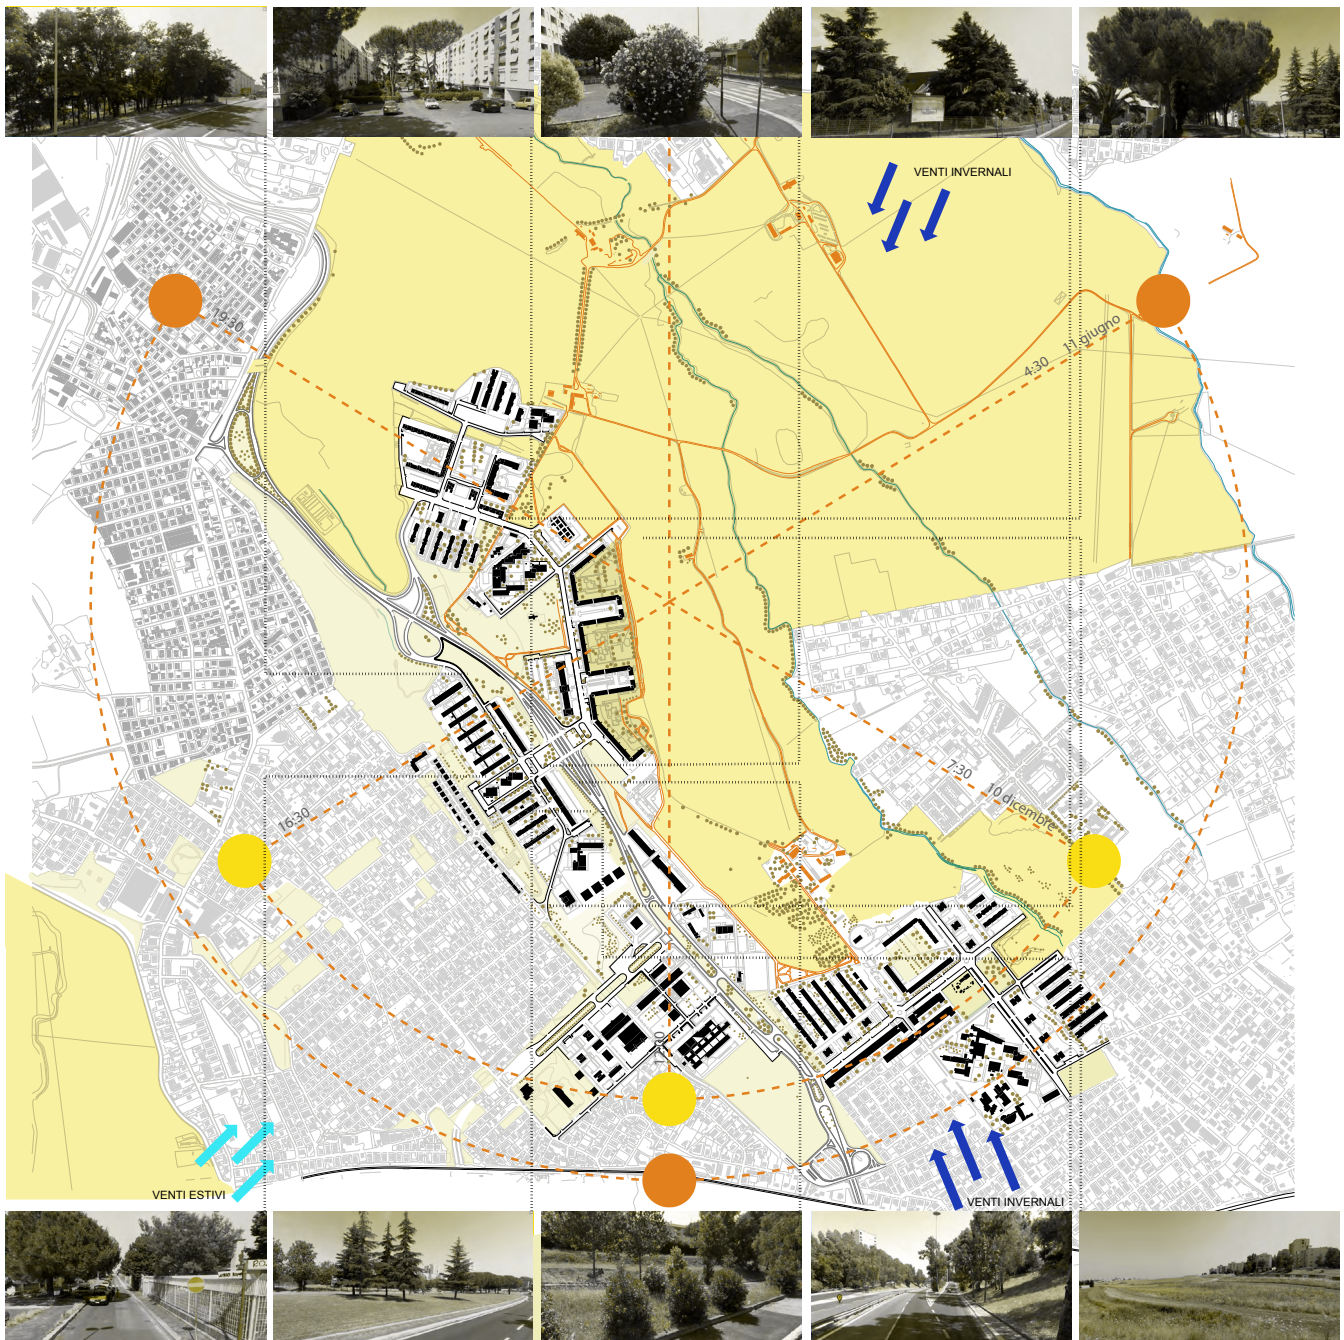 VENTI INVERNALI
19:30
4:30 11 giugno
7:30 10 dicembre
16:30
VENTI ESTIVI
VENTI INVERNALI